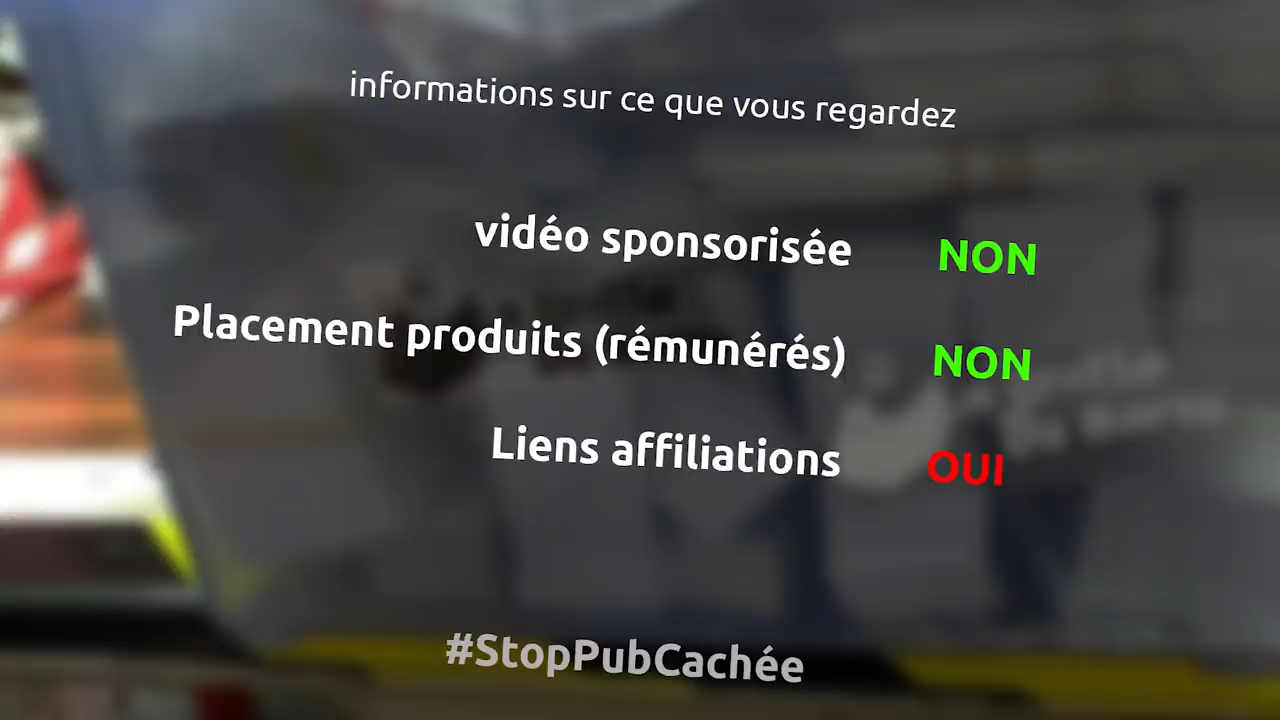 informations sur ce que vous regardez
vidéo sponsorisée NON
Placement produits (rémunérés) NON
Liens affiliations OUI
#StopPubCachée